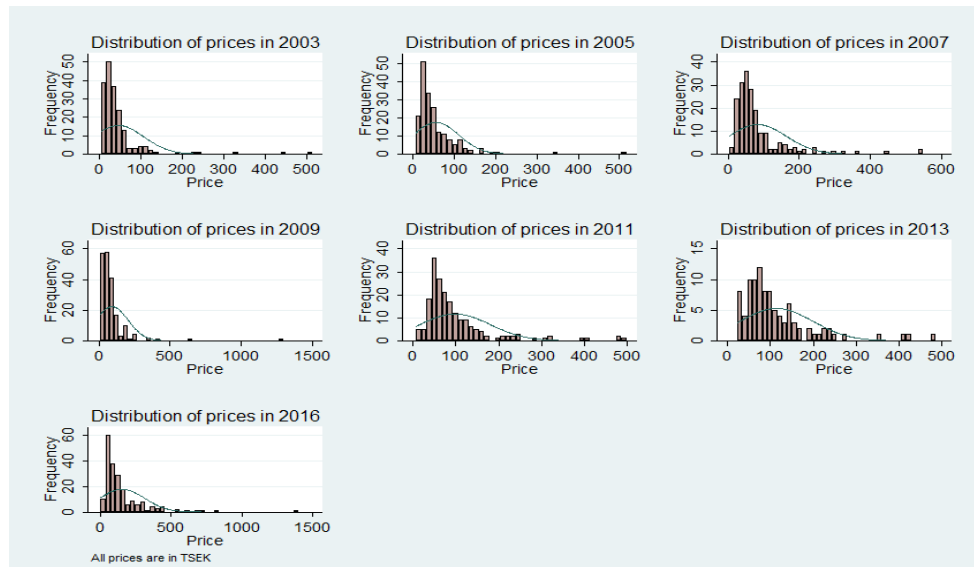 Distribution of prices in 2003
Frequency
0 10 20 30 40 50
0 100 200 300 400 500
Price
Distribution of prices in 2005
Frequency
0 10 20 30 40 50
0 100 200 300 400 500
Price
Distribution of prices in 2007
Frequency
0 10 20 30 40
0 200 400 600
Price
Distribution of prices in 2009
Frequency
0 20 40 60
0 500 1000 1500
Price
Distribution of prices in 2011
Frequency
0 10 20 30 40
0 100 200 300 400 500
Price
Distribution of prices in 2013
Frequency
0 5 10 15
0 100 200 300 400 500
Price
Distribution of prices in 2016
Frequency
0 20 40 60
0 500 1000 1500
Price
All prices are in TSEK